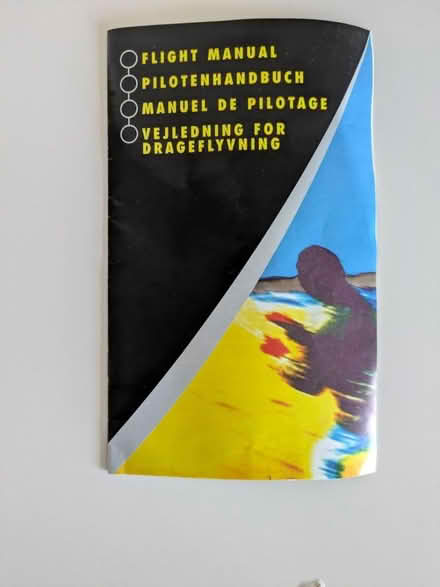 FLIGHT MANUAL
PILOTENHANDBUCH
MANUEL DE PILOTAGE
VEJLEDNING FOR
DRAGEFLYVNING